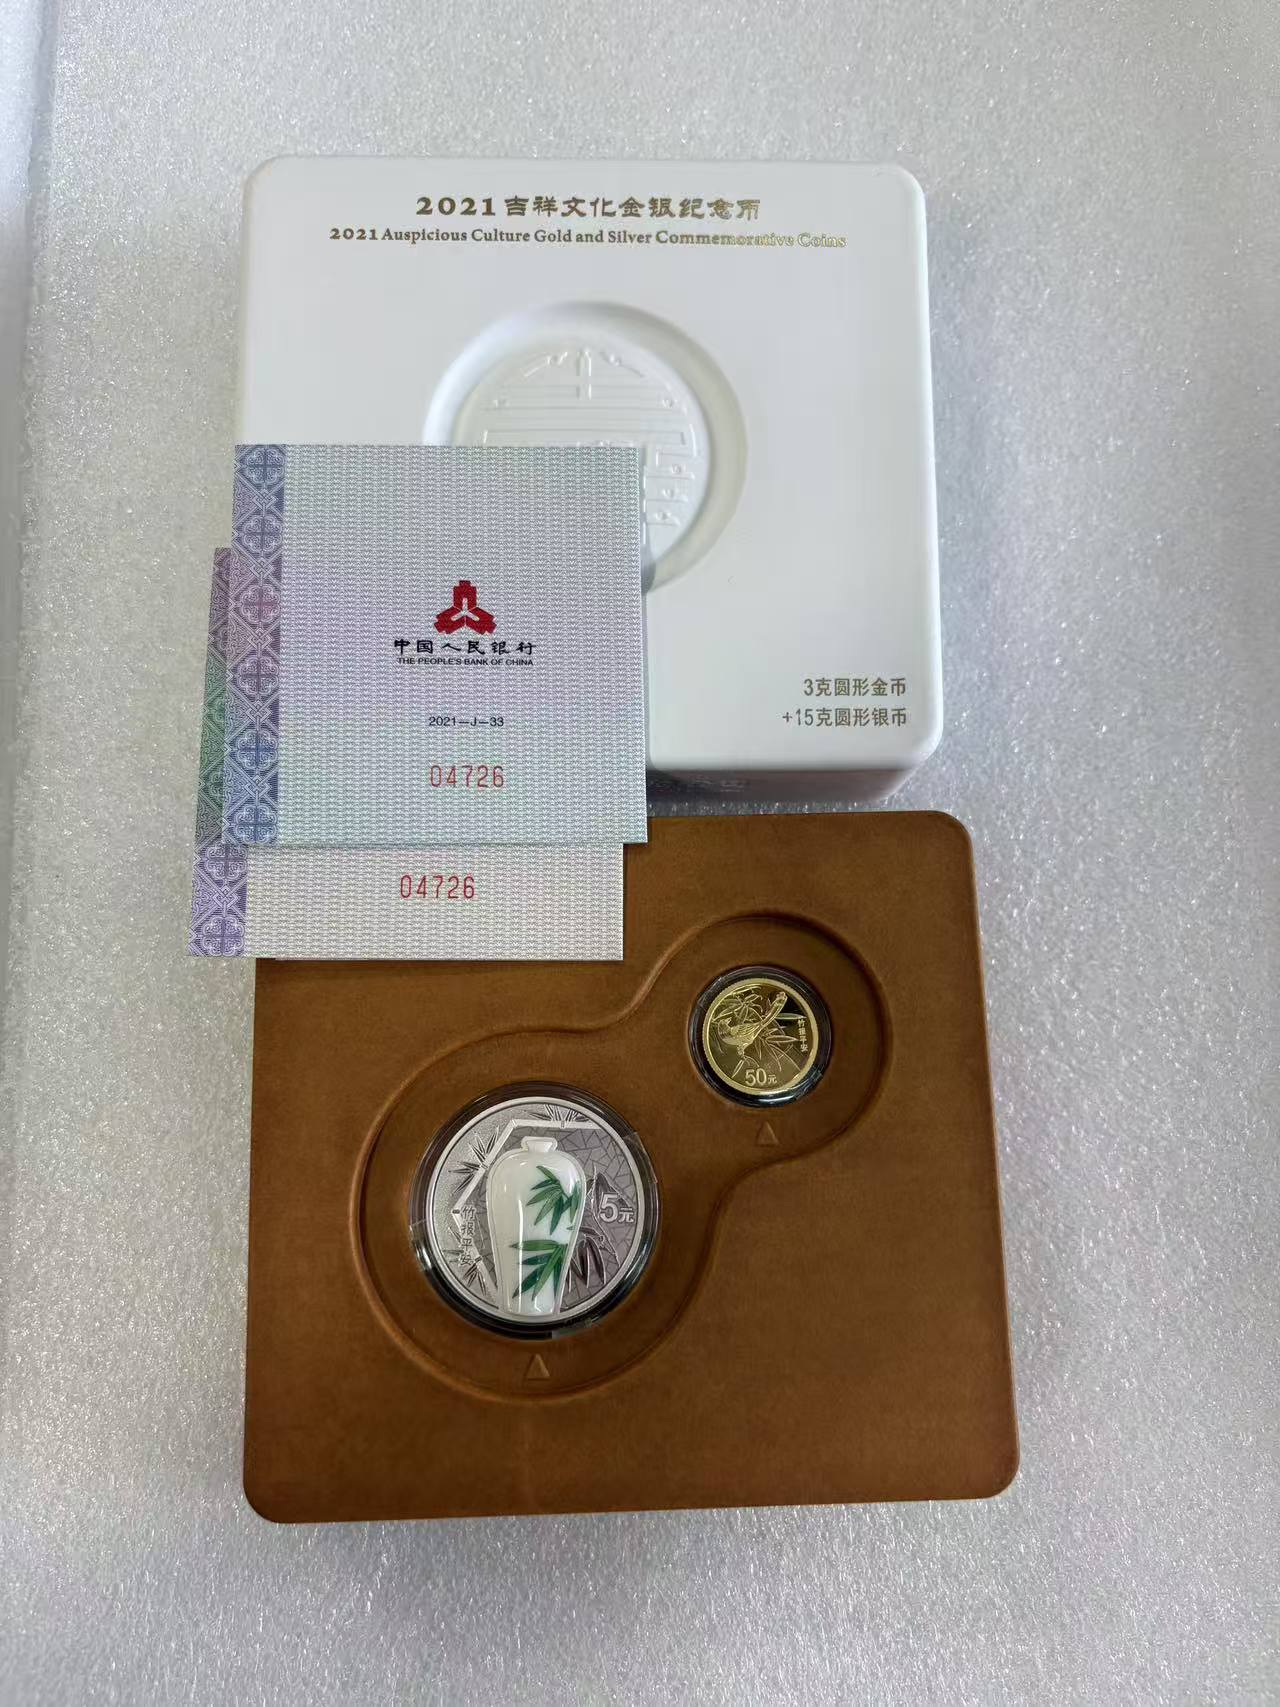 2021吉祥文化金银纪念币
2021 Auspicious Culture Gold and Silver Commemorative Coins
中国人民银行
THE PEOPLE'S BANK OF CHINA
2021—J—33
04726
04726
3克圆形金币
+15克圆形银币
竹报平安
50元
竹报平安
5元